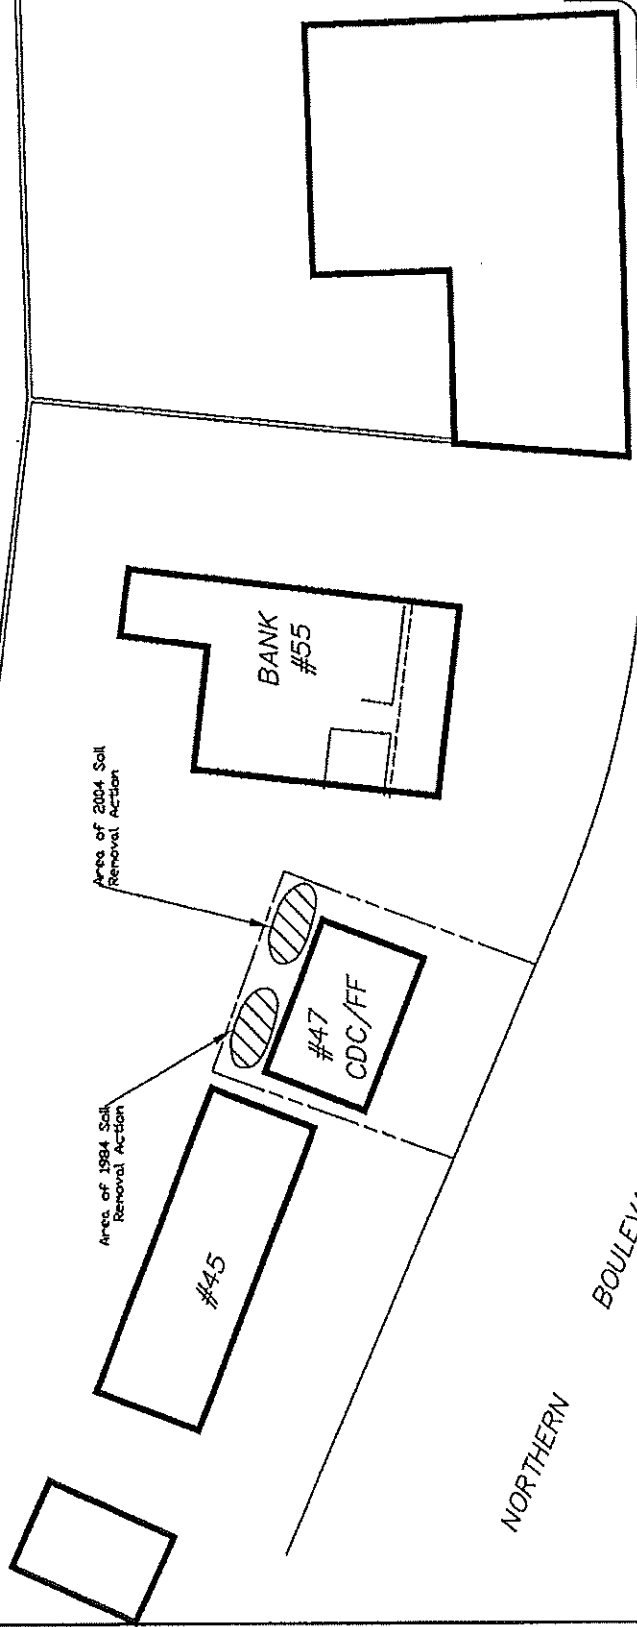 Area of 1984 Soil
Removal Action
Area of 2004 Soil
Removal Action
#45
#47
CDC/FF
BANK
#55
NORTHERN
BOULEVA